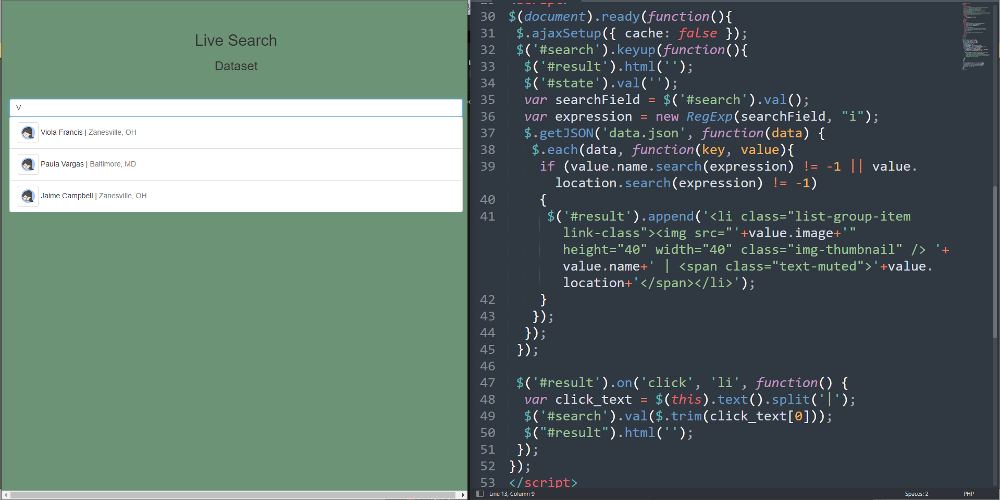 Live Search
Dataset
V
Viola Francis | Zanesville, OH
Paula Vargas | Baltimore, MD
Jaime Campbell | Zanesville, OH
30 $(document).ready(function(){
31 $.ajaxSetup({ cache: false });
32 $('#search').keyup(function(){
33 $('#result').html('');
34 $('#state').val('');
35 var searchField = $('#search').val();
36 var expression = new RegExp(searchField, "i");
37 $.getJSON('data.json', function(data) {
38 $.each(data, function(key, value){
39 if (value.name.search(expression) != -1 || value.
location.search(expression) != -1)
40 {
41 $('#result').append('<li class="list-group-item
link-class"><img src="'+value.image+'"
height="40" width="40" class="img-thumbnail" /> '+
value.name+' | <span class="text-muted">'+value.
location+'</span></li>');
42 }
43 });
44 });
45 });
46
47 $('#result').on('click', 'li', function() {
48 var click_text = $(this).text().split('|');
49 $('#search').val($.trim(click_text[0]));
50 $("#result").html('');
51 });
52 });
53 </script>
Line 13, Column 9
Spaces: 2
PHP